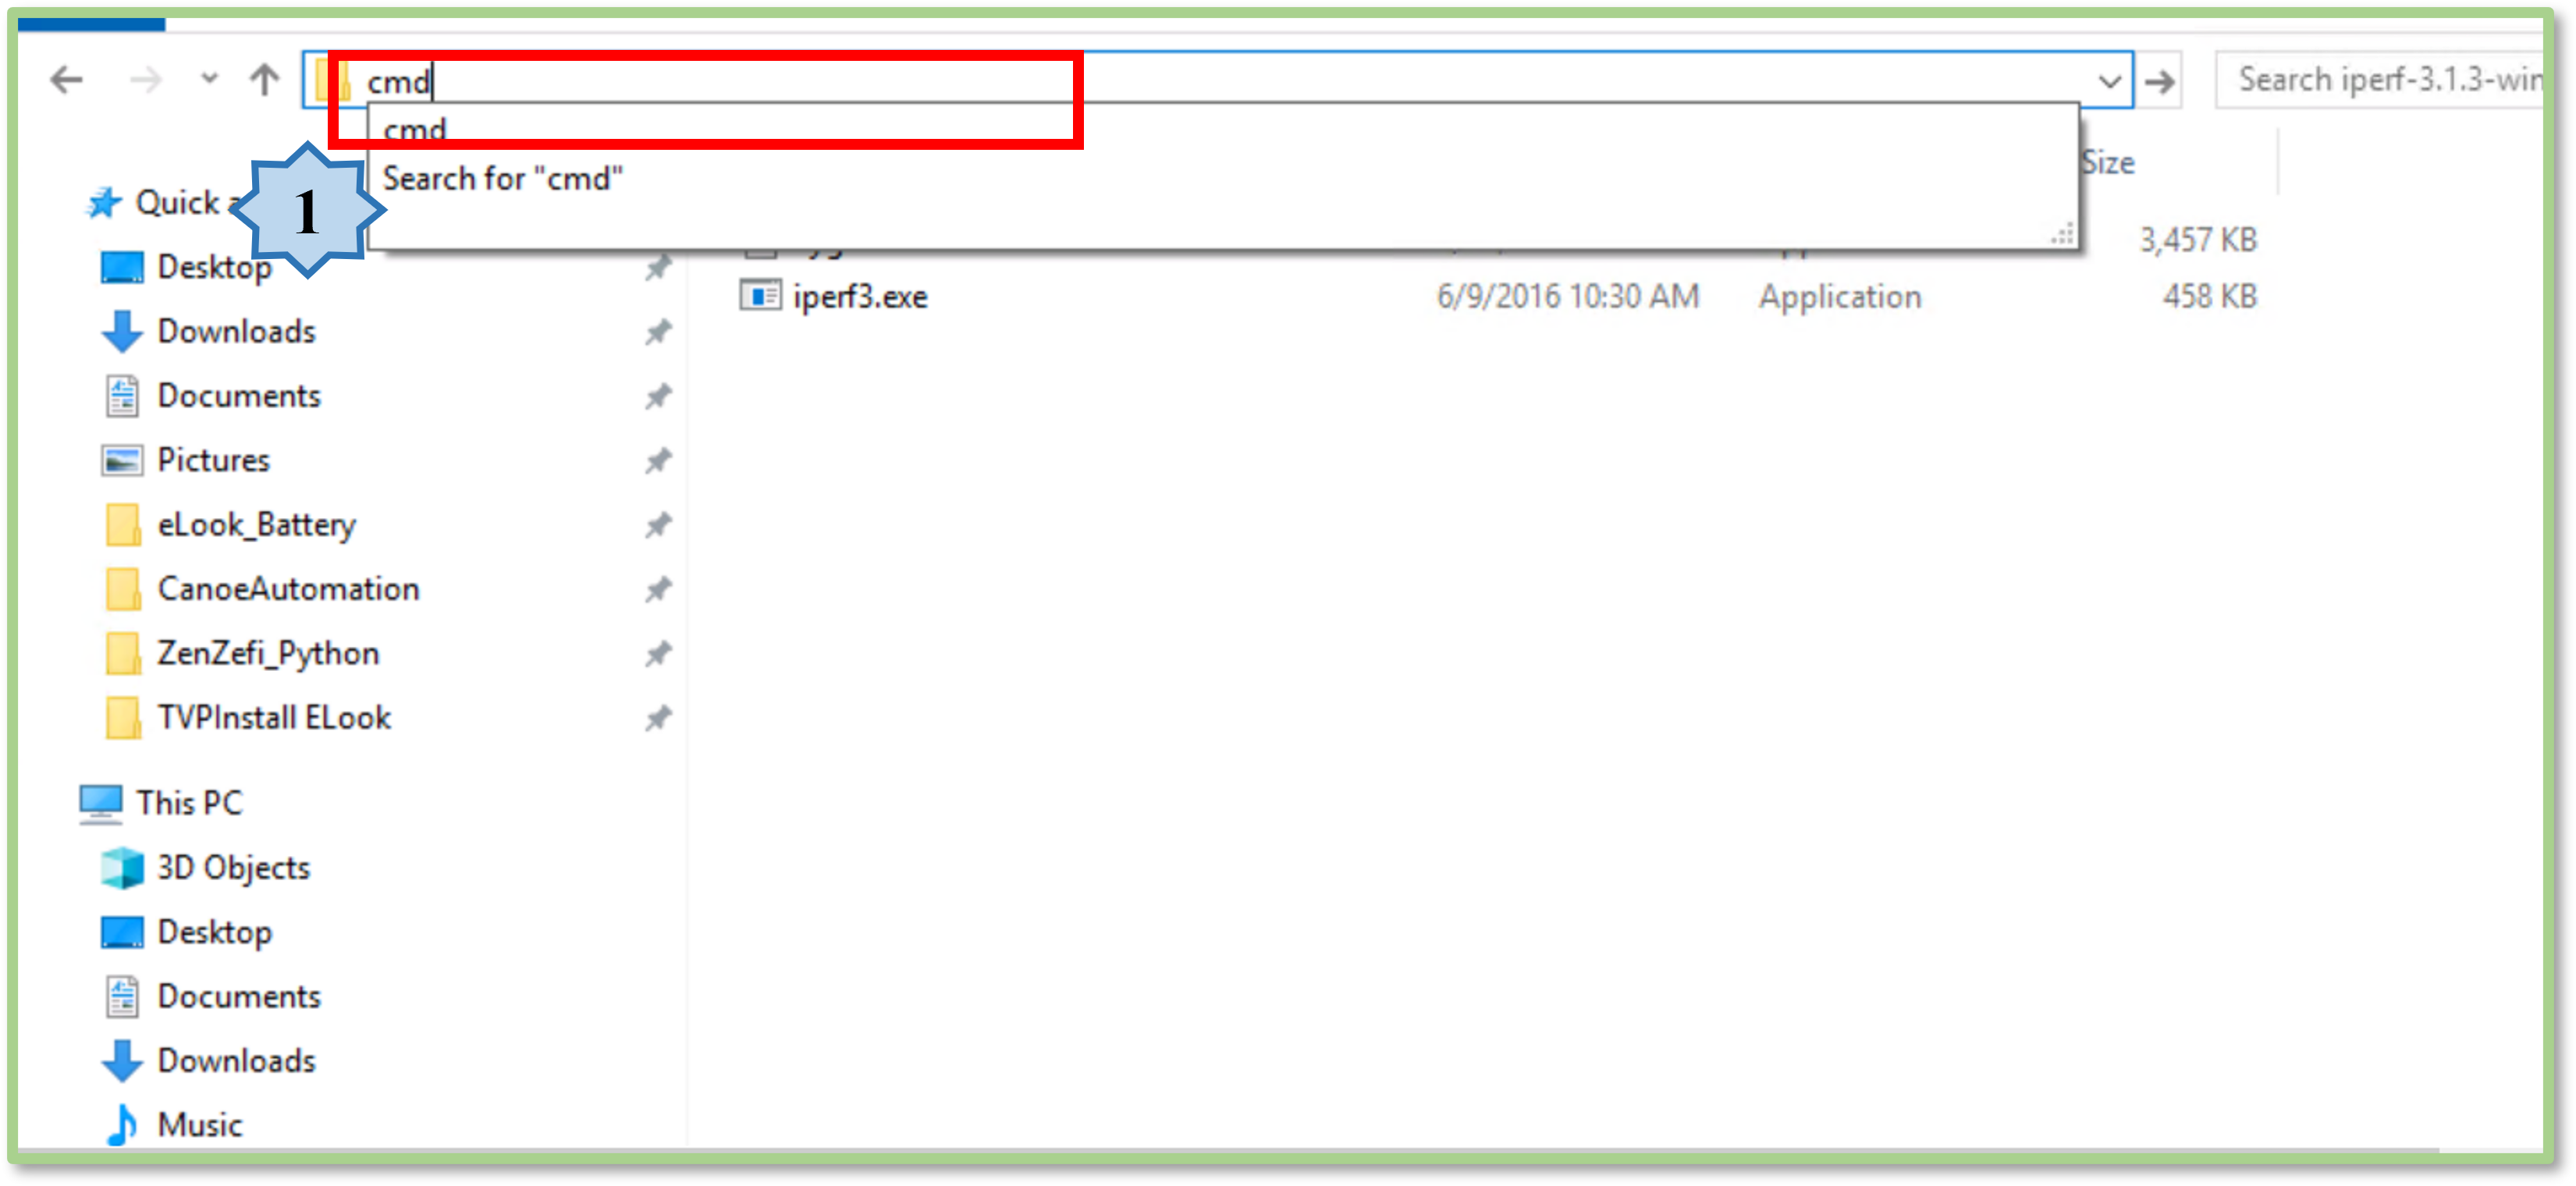 cmd
Search iperf-3.1.3-win
cmd
Search for "cmd"
Size
1
Quick
3,457 KB
iperf3.exe 6/9/2016 10:30 AM Application 458 KB
Desktop
Downloads
Documents
Pictures
eLook_Battery
CanoeAutomation
ZenZefi_Python
TVPInstall ELook
This PC
3D Objects
Desktop
Documents
Downloads
Music